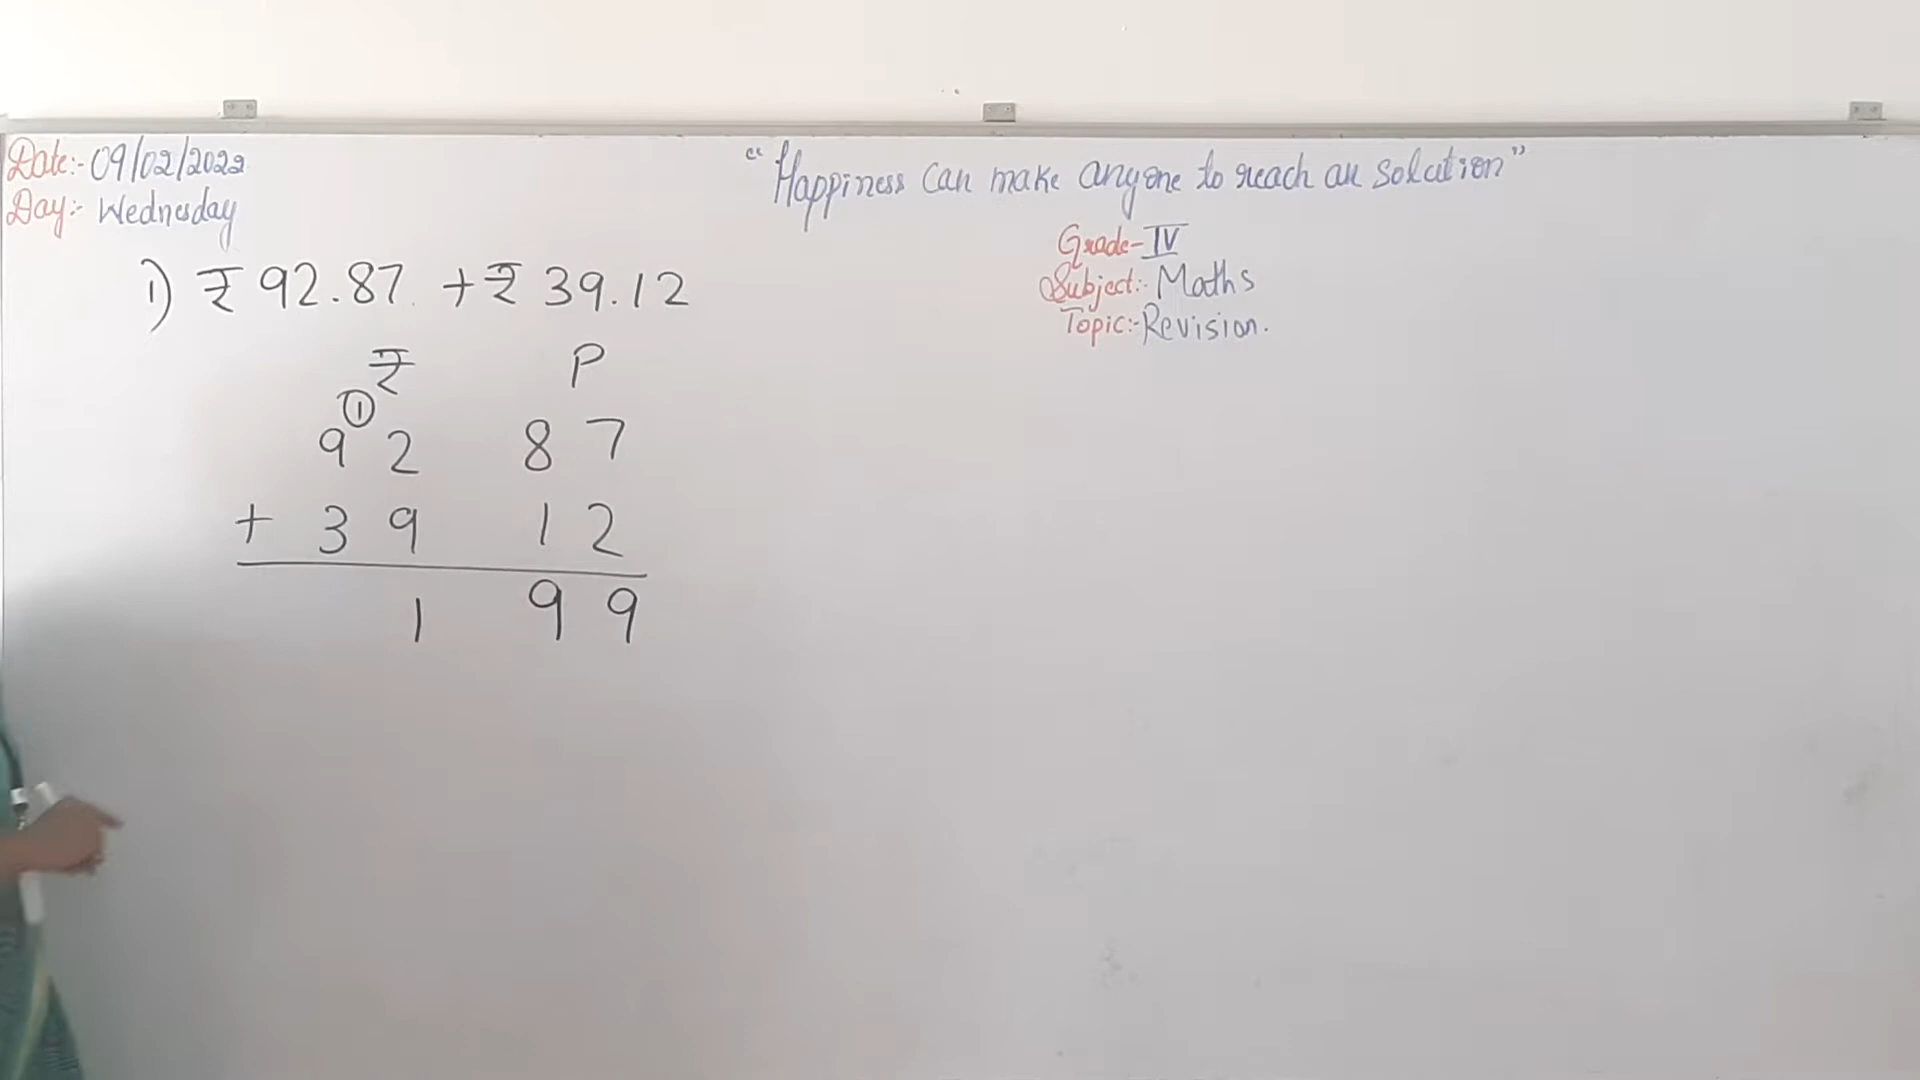 Date:- 09/02/2022
Day:- Wednesday
"Happiness can make anyone to reach an solution"
Grade- IV
Subject:- Maths
Topic:- Revision.
1) ₹ 92.87 + ₹ 39.12
₹ P
①
9 2 8 7
+ 3 9 1 2
1 9 9